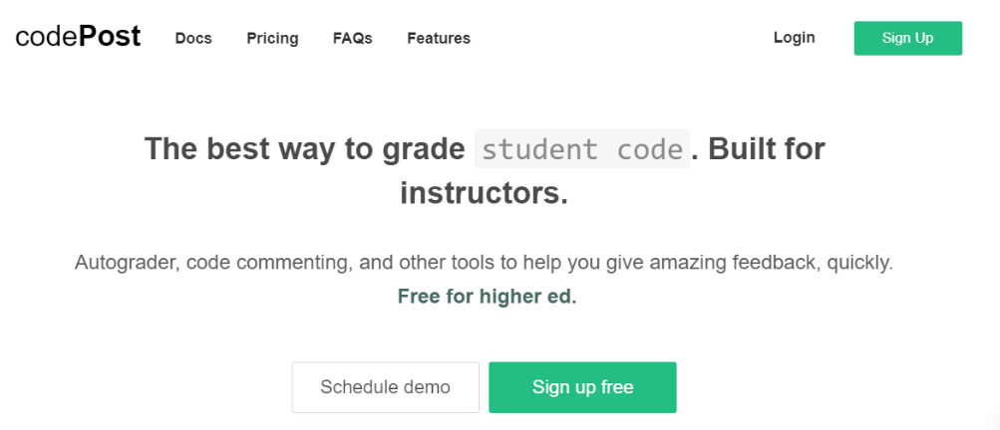 codePost Docs Pricing FAQs Features Login Sign Up
The best way to grade student code. Built for
instructors.
Autograder, code commenting, and other tools to help you give amazing feedback, quickly.
Free for higher ed.
Schedule demo Sign up free